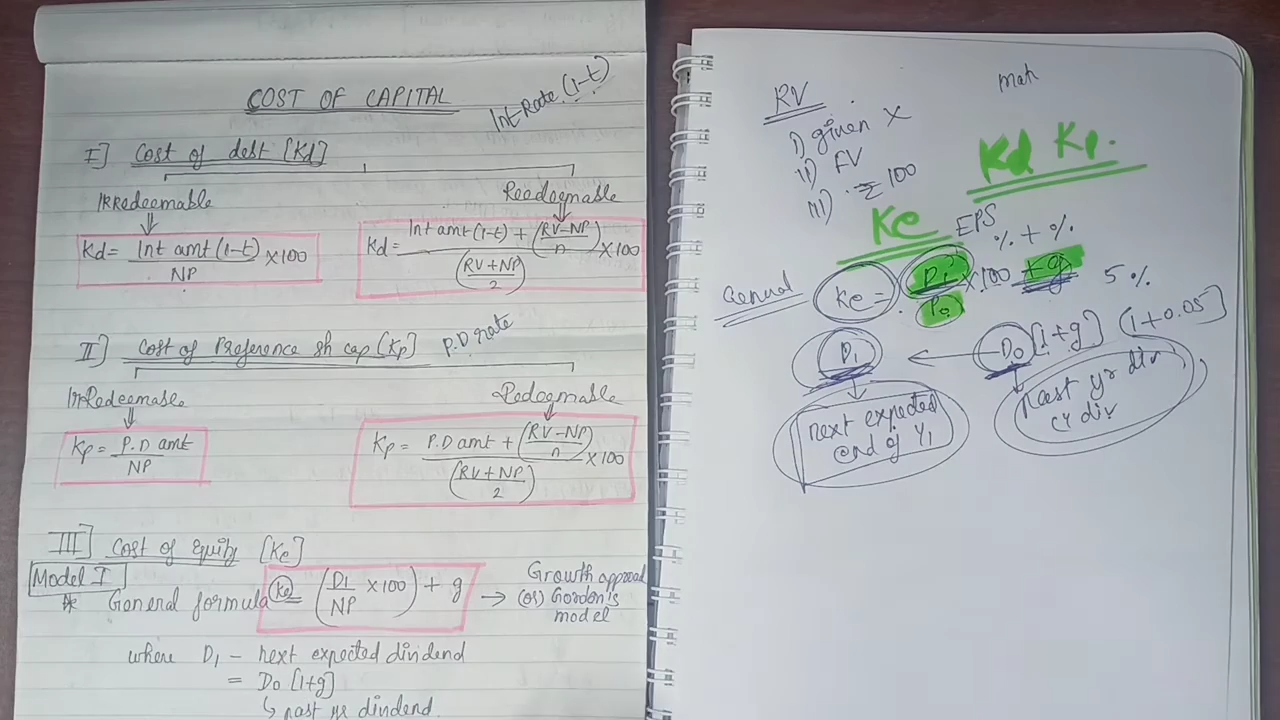 COST OF CAPITAL
Int Rate (1-t)
I] Cost of debt [Kd]
IRRedeemable
Reedeemable
Kd = Int amt (1-t) / NP × 100
Kd = Int amt (1-t) + (RV-NP / n) / (RV+NP / 2) × 100
II] Cost of Preference sh cap [Kp]
P.D rate
IrrRedeemable
Redeemable
Kp = P.D amt / NP
Kp = P.D amt + (RV-NP / n) / (RV+NP / 2) × 100
III] Cost of equity [Ke]
Model I
* General formula Ke = (D1 / NP × 100) + g → Growth approach
(or) Gordon's
model
where D1 - next expected dividend
= D0 [1+g]
↳ past yr dividend
RV
i) given ×
ii) FV
iii) ₹ 100
Kd Kp.
Ke
EPS
% + %
General Ke = D1 / P0 × 100 + g 5%
D1 ← D0 [1+g] (1+0.05]
next expected
end of Y1
Past yr div
cy div